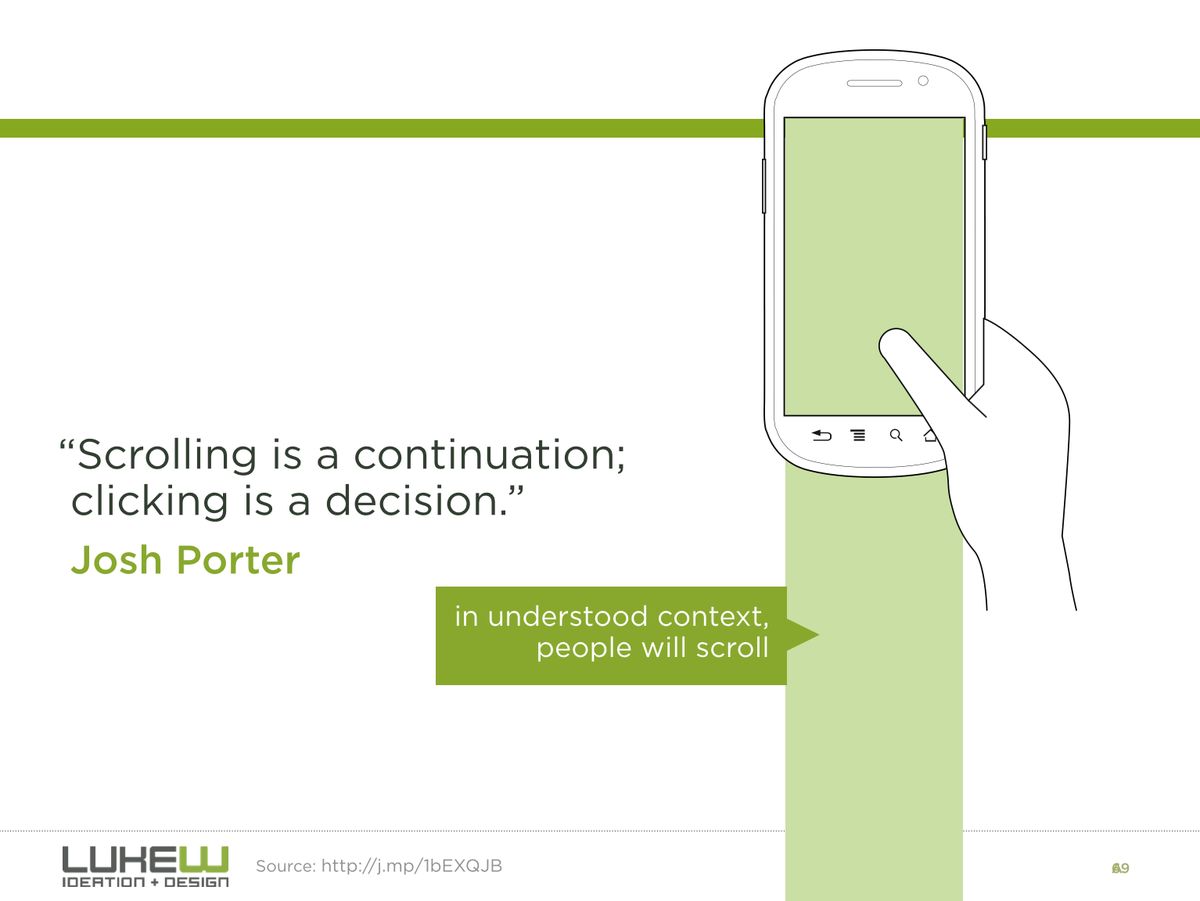 “Scrolling is a continuation;
clicking is a decision.”
Josh Porter
in understood context,
people will scroll
LUKEW
IDEATION + DESIGN
Source: http://j.mp/1bEXQJB